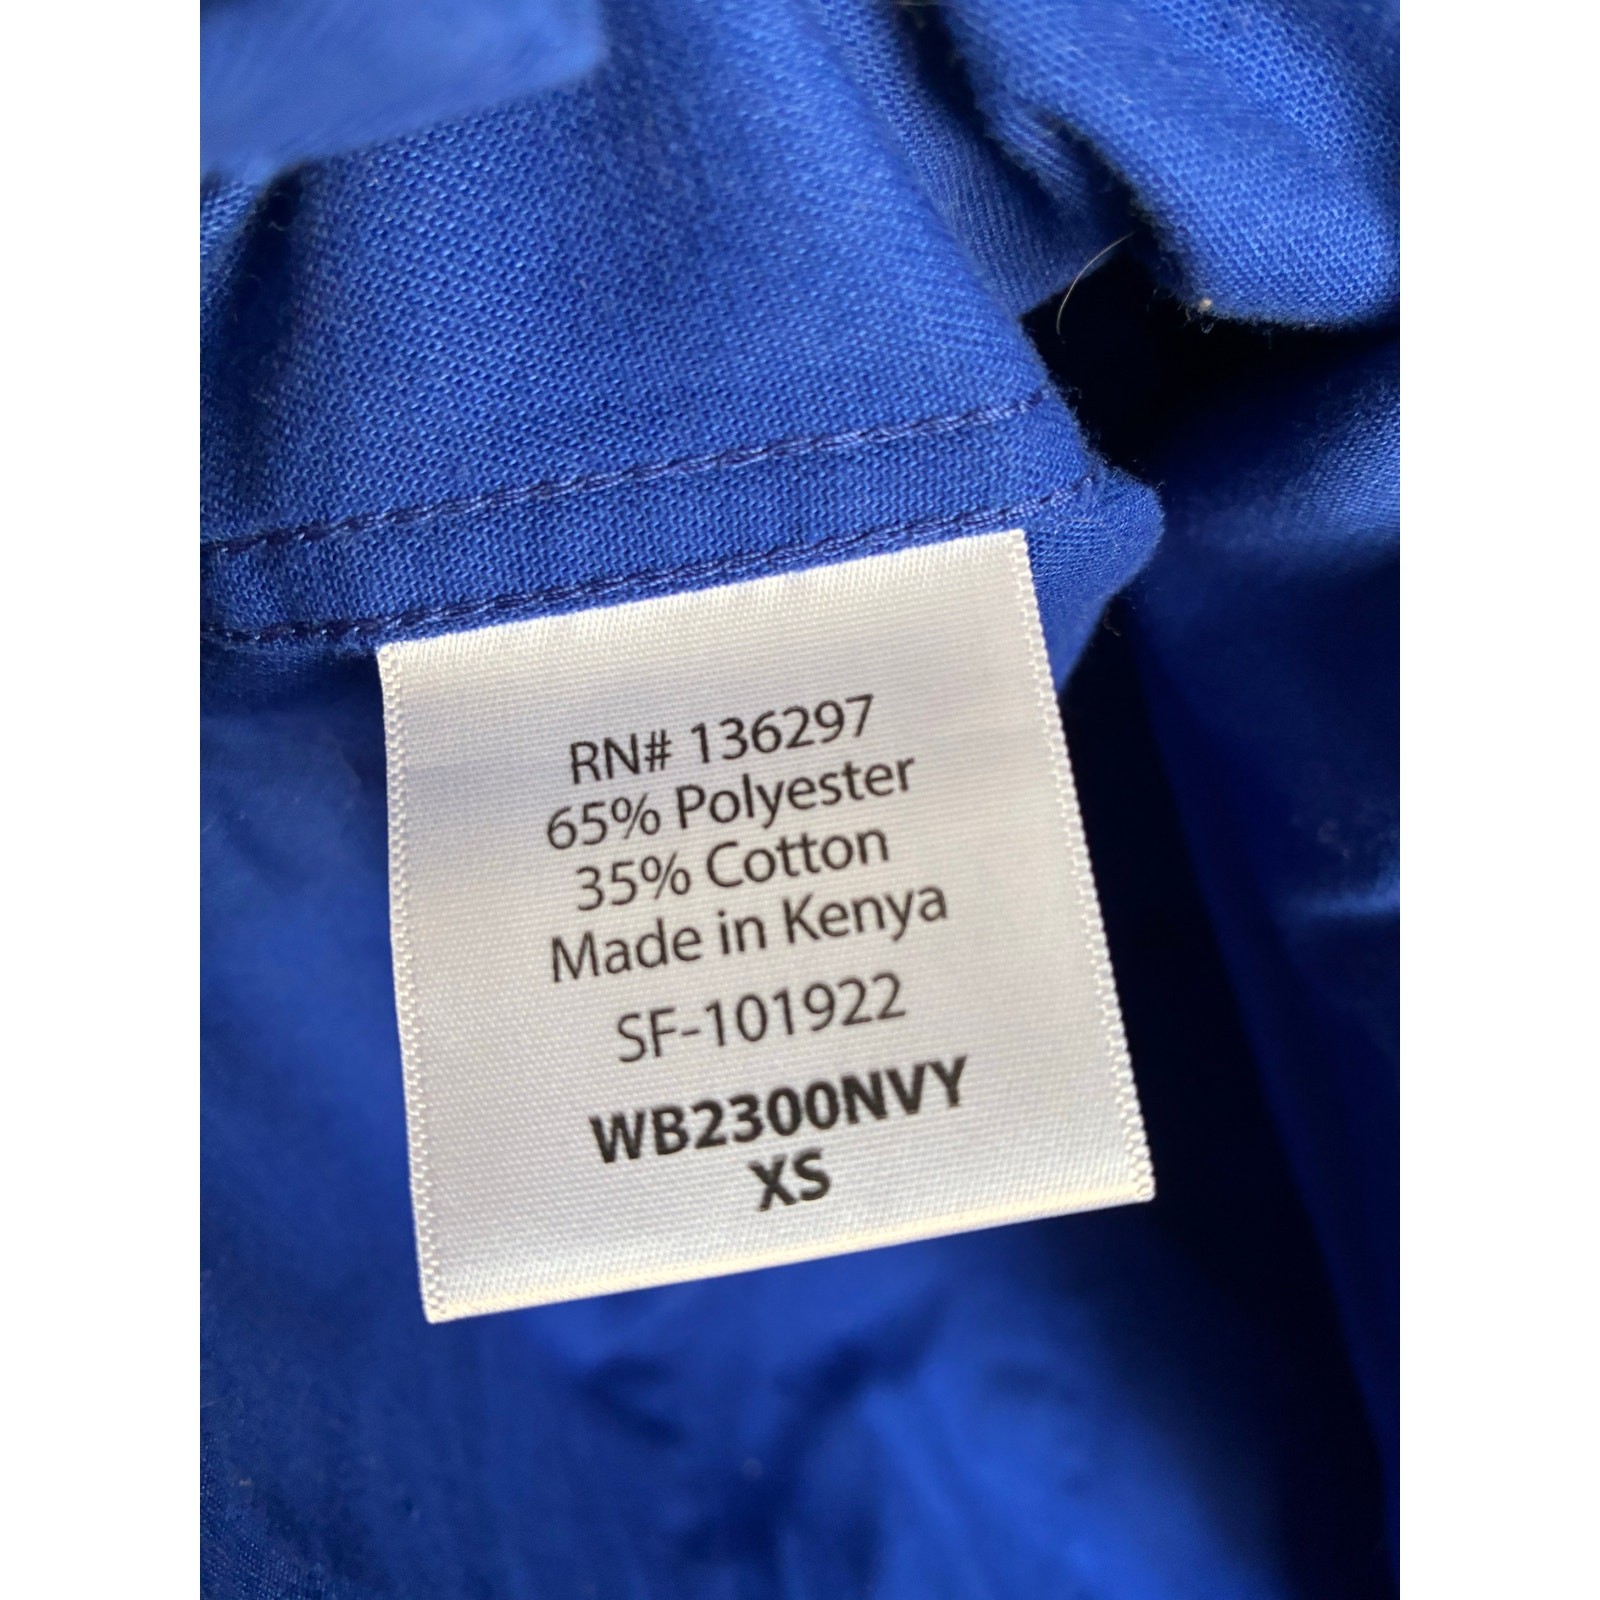 RN# 136297
65% Polyester
35% Cotton
Made in Kenya
SF-101922
WB2300NVY
XS